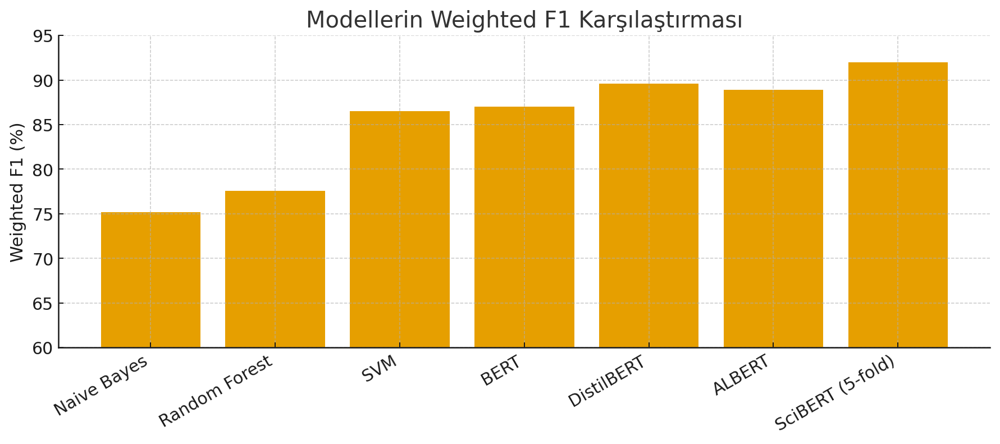 Modellerin Weighted F1 Karşılaştırması
Weighted F1 (%)
95
90
85
80
75
70
65
60
Naive Bayes
Random Forest
SVM
BERT
DistilBERT
ALBERT
SciBERT (5-fold)